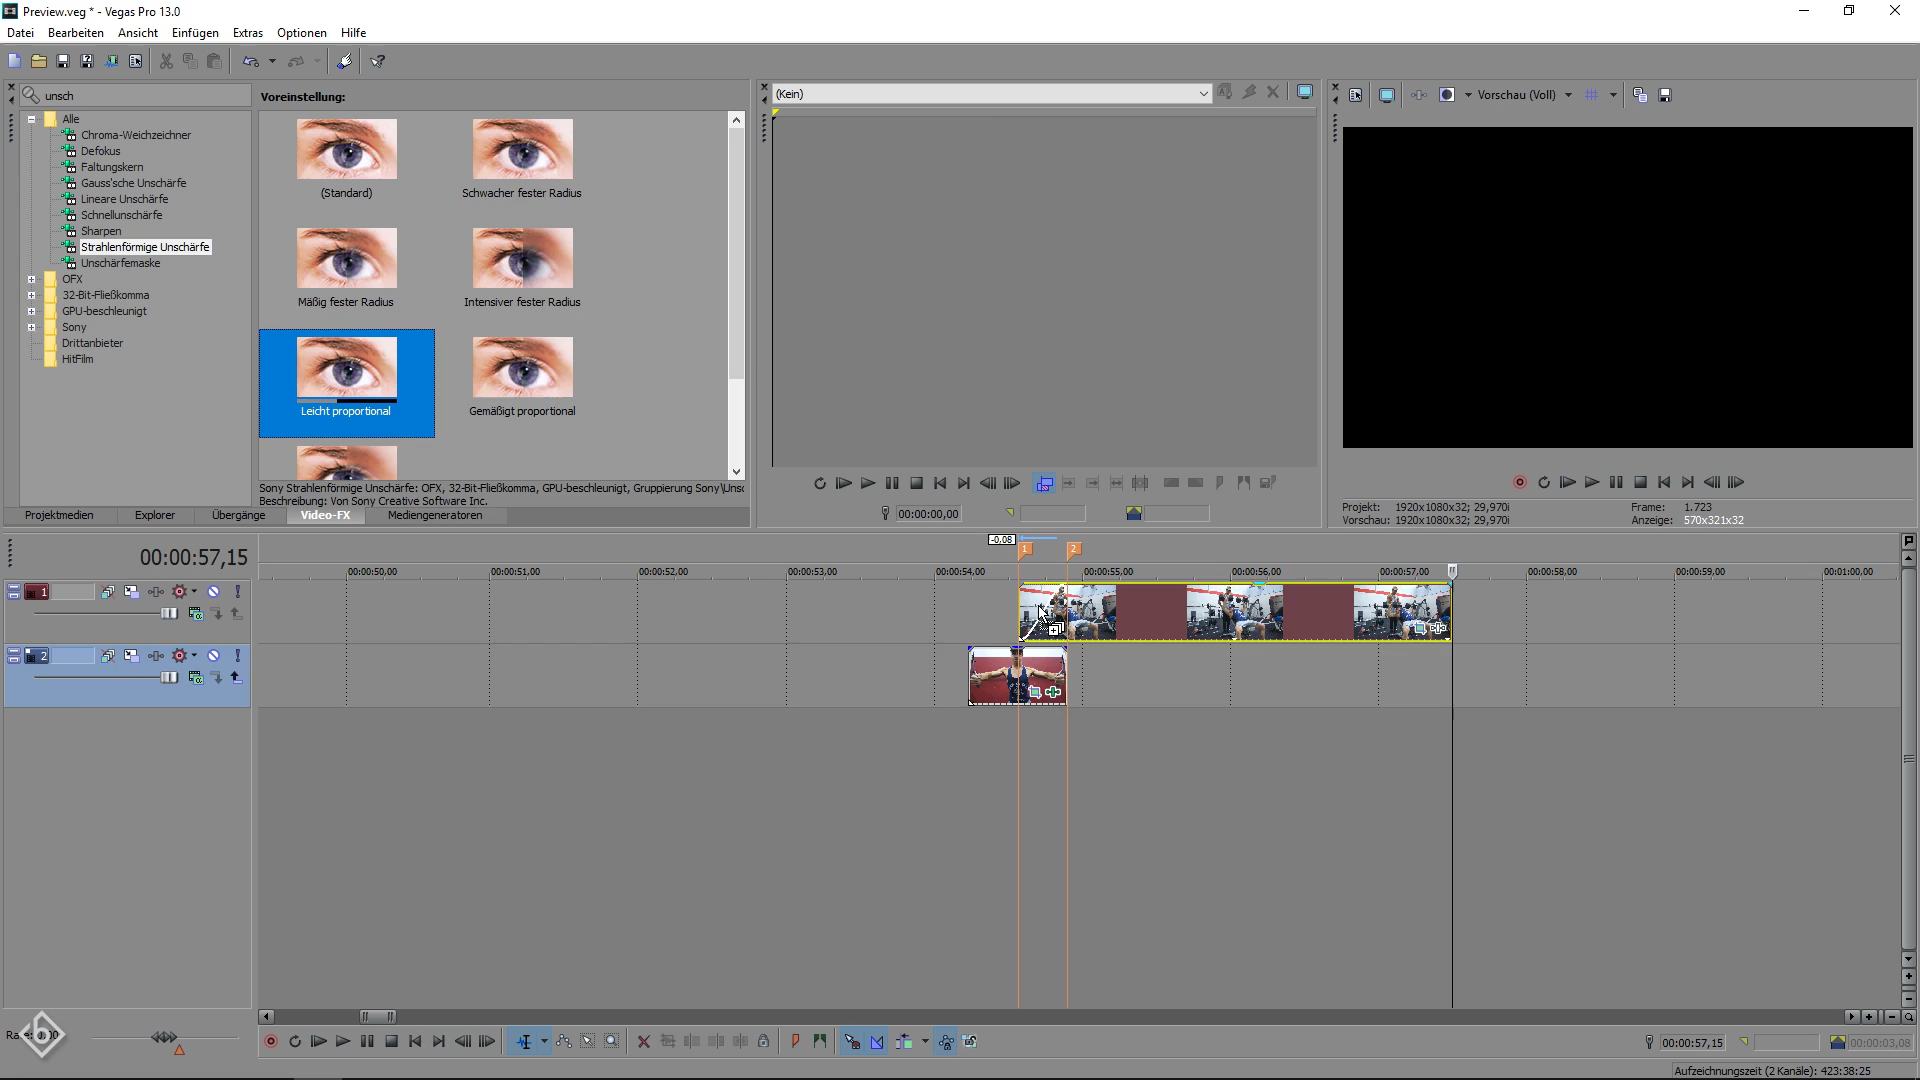 Preview.veg * - Vegas Pro 13.0
Datei Bearbeiten Ansicht Einfügen Extras Optionen Hilfe
unsch
Alle
Chroma-Weichzeichner
Defokus
Faltungskern
Gauss'sche Unschärfe
Lineare Unschärfe
Schnellunschärfe
Sharpen
Strahlenförmige Unschärfe
Unschärfemaske
OFX
32-Bit-Fließkomma
GPU-beschleunigt
Sony
Drittanbieter
HitFilm
Voreinstellung:
(Standard)
Schwacher fester Radius
Mäßig fester Radius
Intensiver fester Radius
Leicht proportional
Gemäßigt proportional
Sony Strahlenförmige Unschärfe: OFX, 32-Bit-Fließkomma, GPU-beschleunigt, Gruppierung Sony\Unsc
Beschreibung: Von Sony Creative Software Inc.
Projektmedien Explorer Übergänge Video-FX Mediengeneratoren
(Kein)
00:00:00,00
Vorschau (Voll)
Projekt: 1920x1080x32; 29,970i
Vorschau: 1920x1080x32; 29,970i
Frame: 1.723
Anzeige: 570x321x32
00:00:57,15
-0,08
1
2
00:00:50,00 00:00:51,00 00:00:52,00 00:00:53,00 00:00:54,00 00:00:55,00 00:00:56,00 00:00:57,00 00:00:58,00 00:00:59,00 00:01:00,00
1
2
00:00:57,15
00:00:03,08
Aufzeichnungszeit (2 Kanäle): 423:38:25